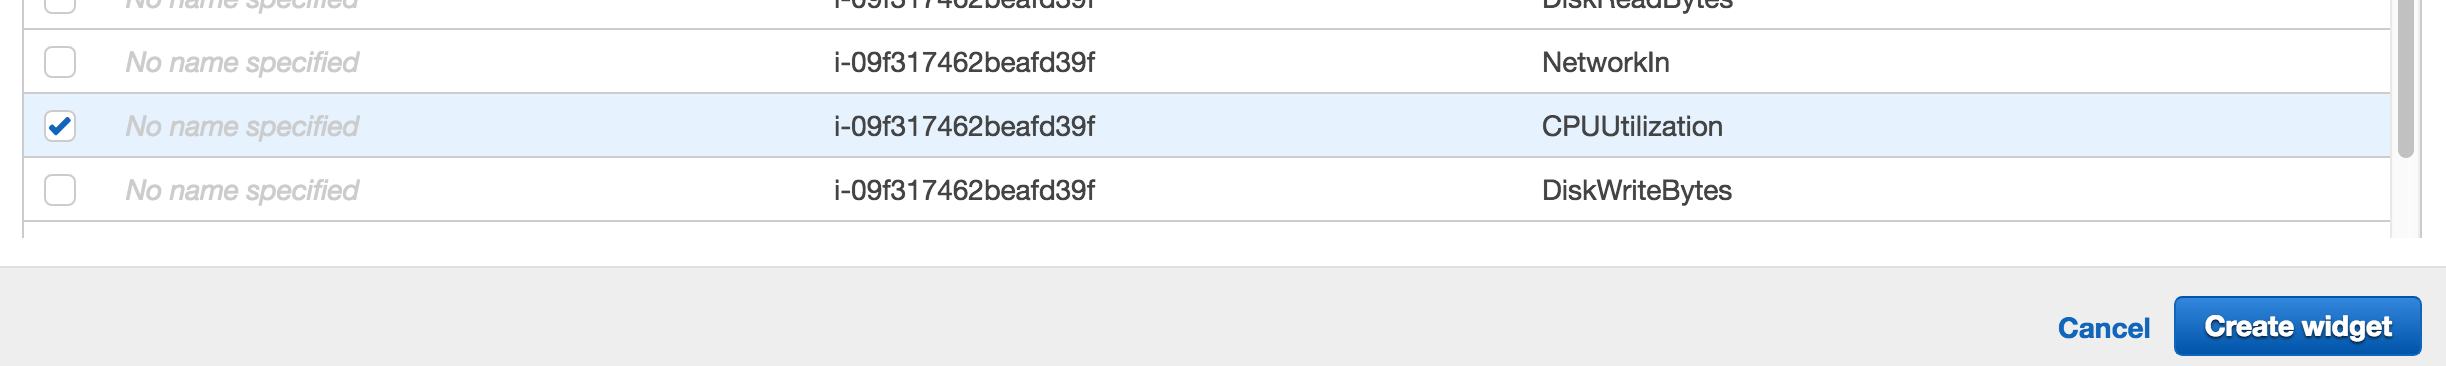 No name specified i-09f317462beafd39f DiskReadBytes
No name specified i-09f317462beafd39f NetworkIn
No name specified i-09f317462beafd39f CPUUtilization
No name specified i-09f317462beafd39f DiskWriteBytes
Cancel Create widget